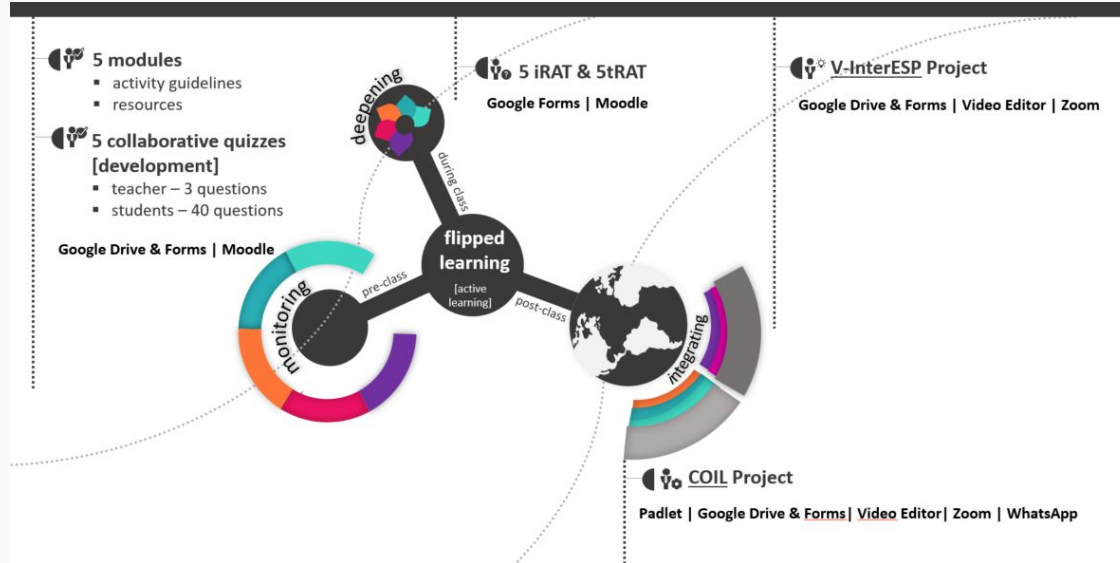 5 modules
▪ activity guidelines
▪ resources
5 collaborative quizzes
[development]
▪ teacher – 3 questions
▪ students – 40 questions
Google Drive & Forms | Moodle
5 iRAT & 5tRAT
Google Forms | Moodle
V-InterESP Project
Google Drive & Forms | Video Editor | Zoom
deepening
during class
flipped
learning
[active
learning]
pre-class
monitoring
post-class
integrating
COIL Project
Padlet | Google Drive & Forms| Video Editor| Zoom | WhatsApp